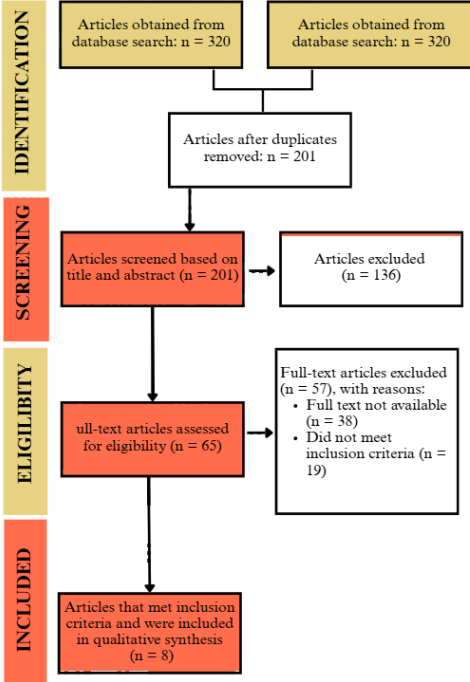 IDENTIFICATION
Articles obtained from
database search: n = 320
Articles obtained from
database search: n = 320
Articles after duplicates
removed: n = 201
SCREENING
Articles screened based on
title and abstract (n = 201)
Articles excluded
(n = 136)
ELIGILIBITY
ull-text articles assessed
for eligibility (n = 65)
Full-text articles excluded
(n = 57), with reasons:
• Full text not available
(n = 38)
• Did not meet
inclusion criteria (n =
19)
INCLUDED
Articles that met inclusion
criteria and were included
in qualitative synthesis
(n = 8)